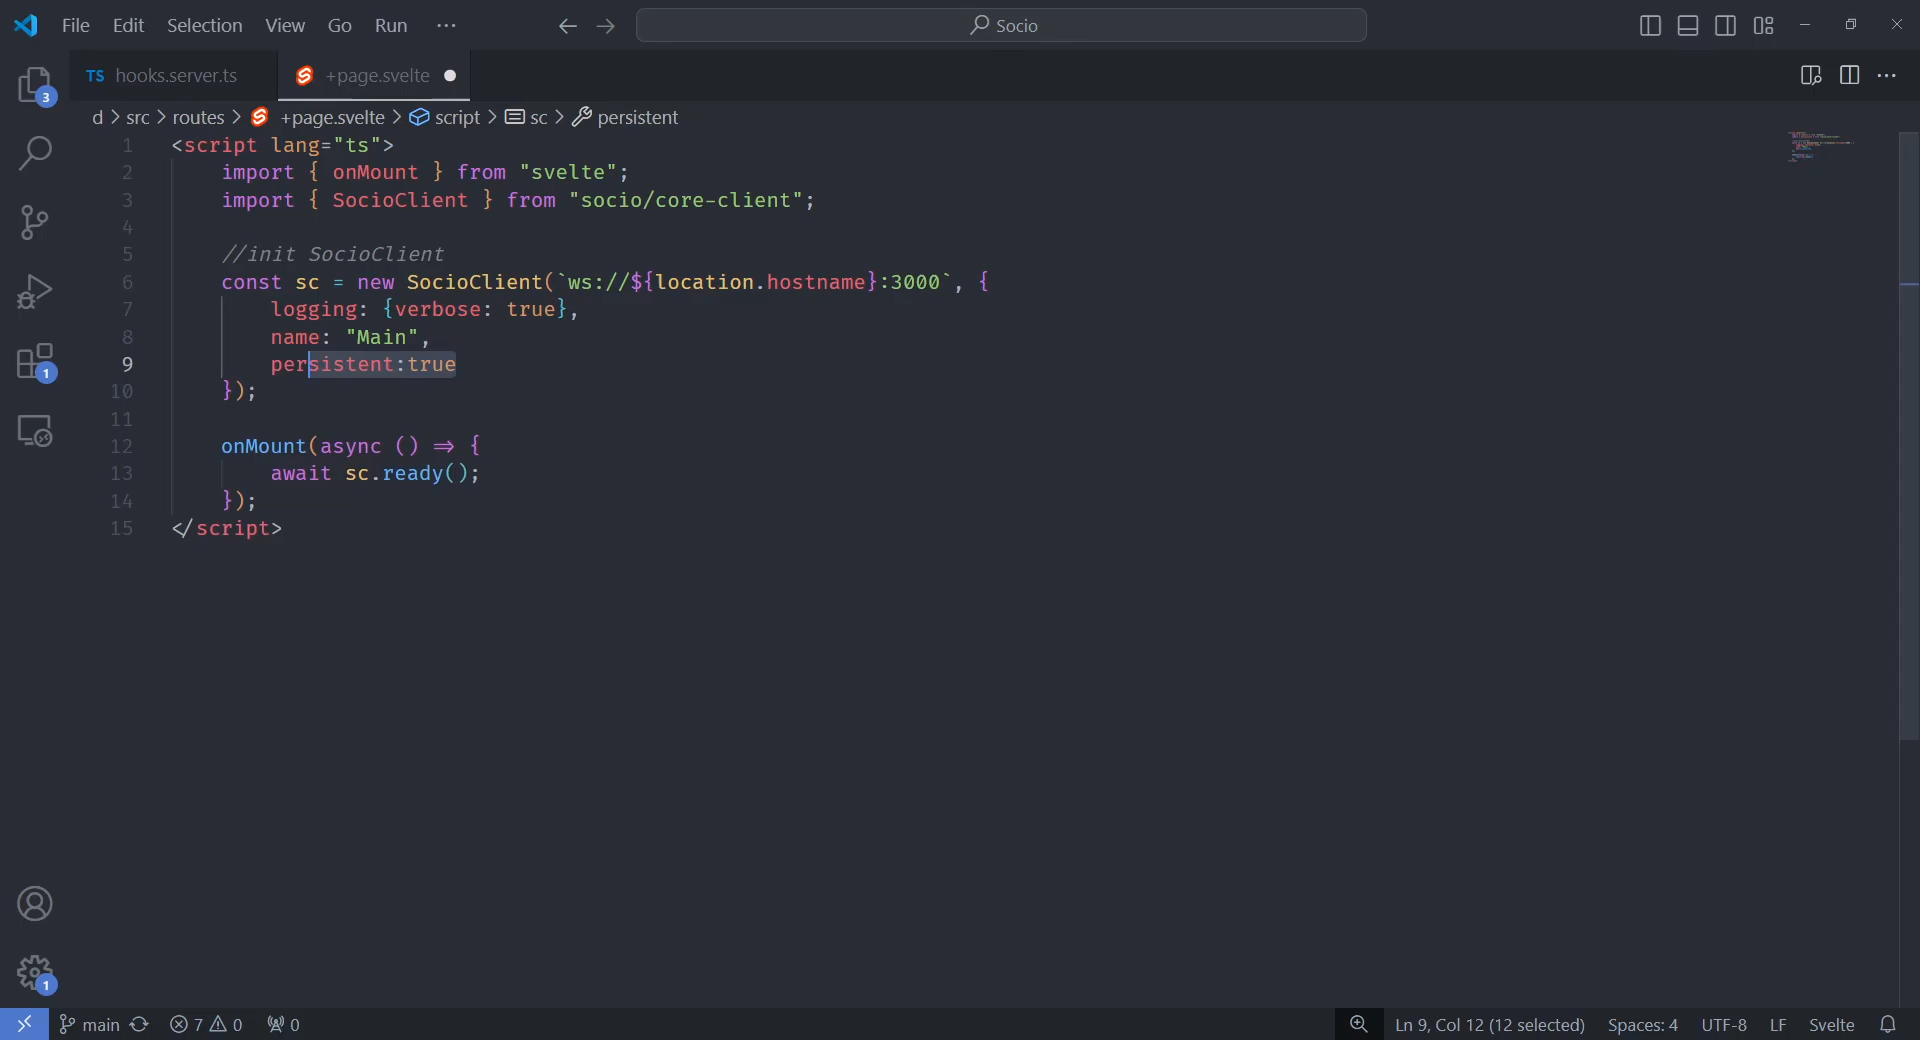 File Edit Selection View Go Run ···
Socio
TS hooks.server.ts
+page.svelte
d > src > routes > +page.svelte > script > sc > persistent
1 <script lang="ts">
2 import { onMount } from "svelte";
3 import { SocioClient } from "socio/core-client";
4
5 //init SocioClient
6 const sc = new SocioClient(`ws://${location.hostname}:3000`, {
7 logging: {verbose: true},
8 name: "Main",
9 persistent:true
10 });
11
12 onMount(async () => {
13 await sc.ready();
14 });
15 </script>
3
1
1
main 7 0 0
Ln 9, Col 12 (12 selected) Spaces: 4 UTF-8 LF Svelte